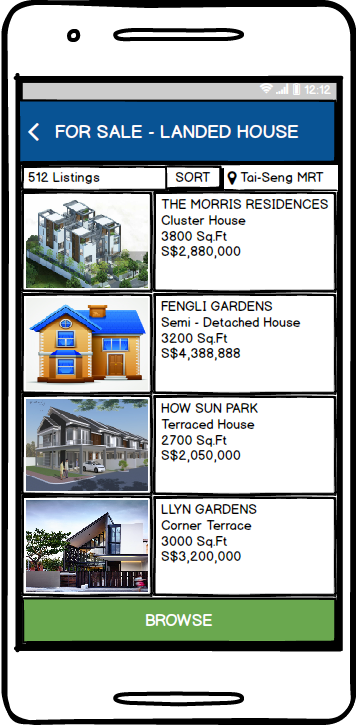 12:12
FOR SALE - LANDED HOUSE
512 Listings
SORT
Tai-Seng MRT
THE MORRIS RESIDENCES
Cluster House
3800 Sq.Ft
S$2,880,000
FENGLI GARDENS
Semi - Detached House
3200 Sq.Ft
S$4,388,888
HOW SUN PARK
Terraced House
2700 Sq.Ft
S$2,050,000
LLYN GARDENS
Corner Terrace
3000 Sq.Ft
S$3,200,000
BROWSE